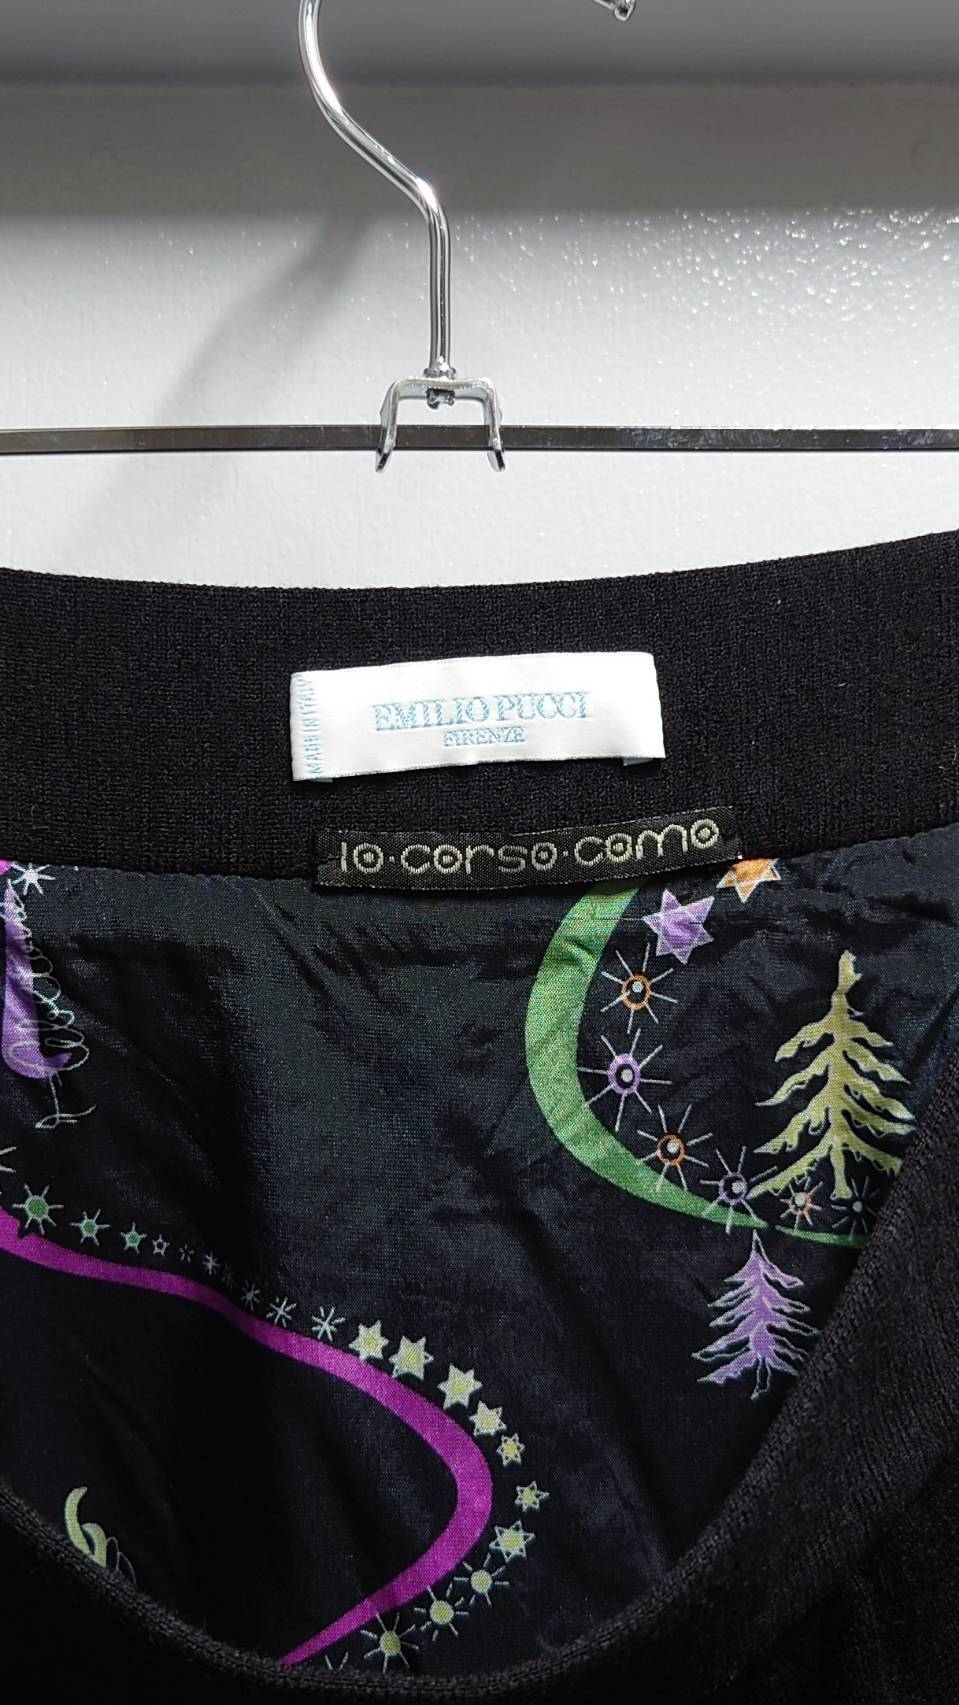 EMILIO PUCCI
FIRENZE
MADE IN ITALY
10·corso·como